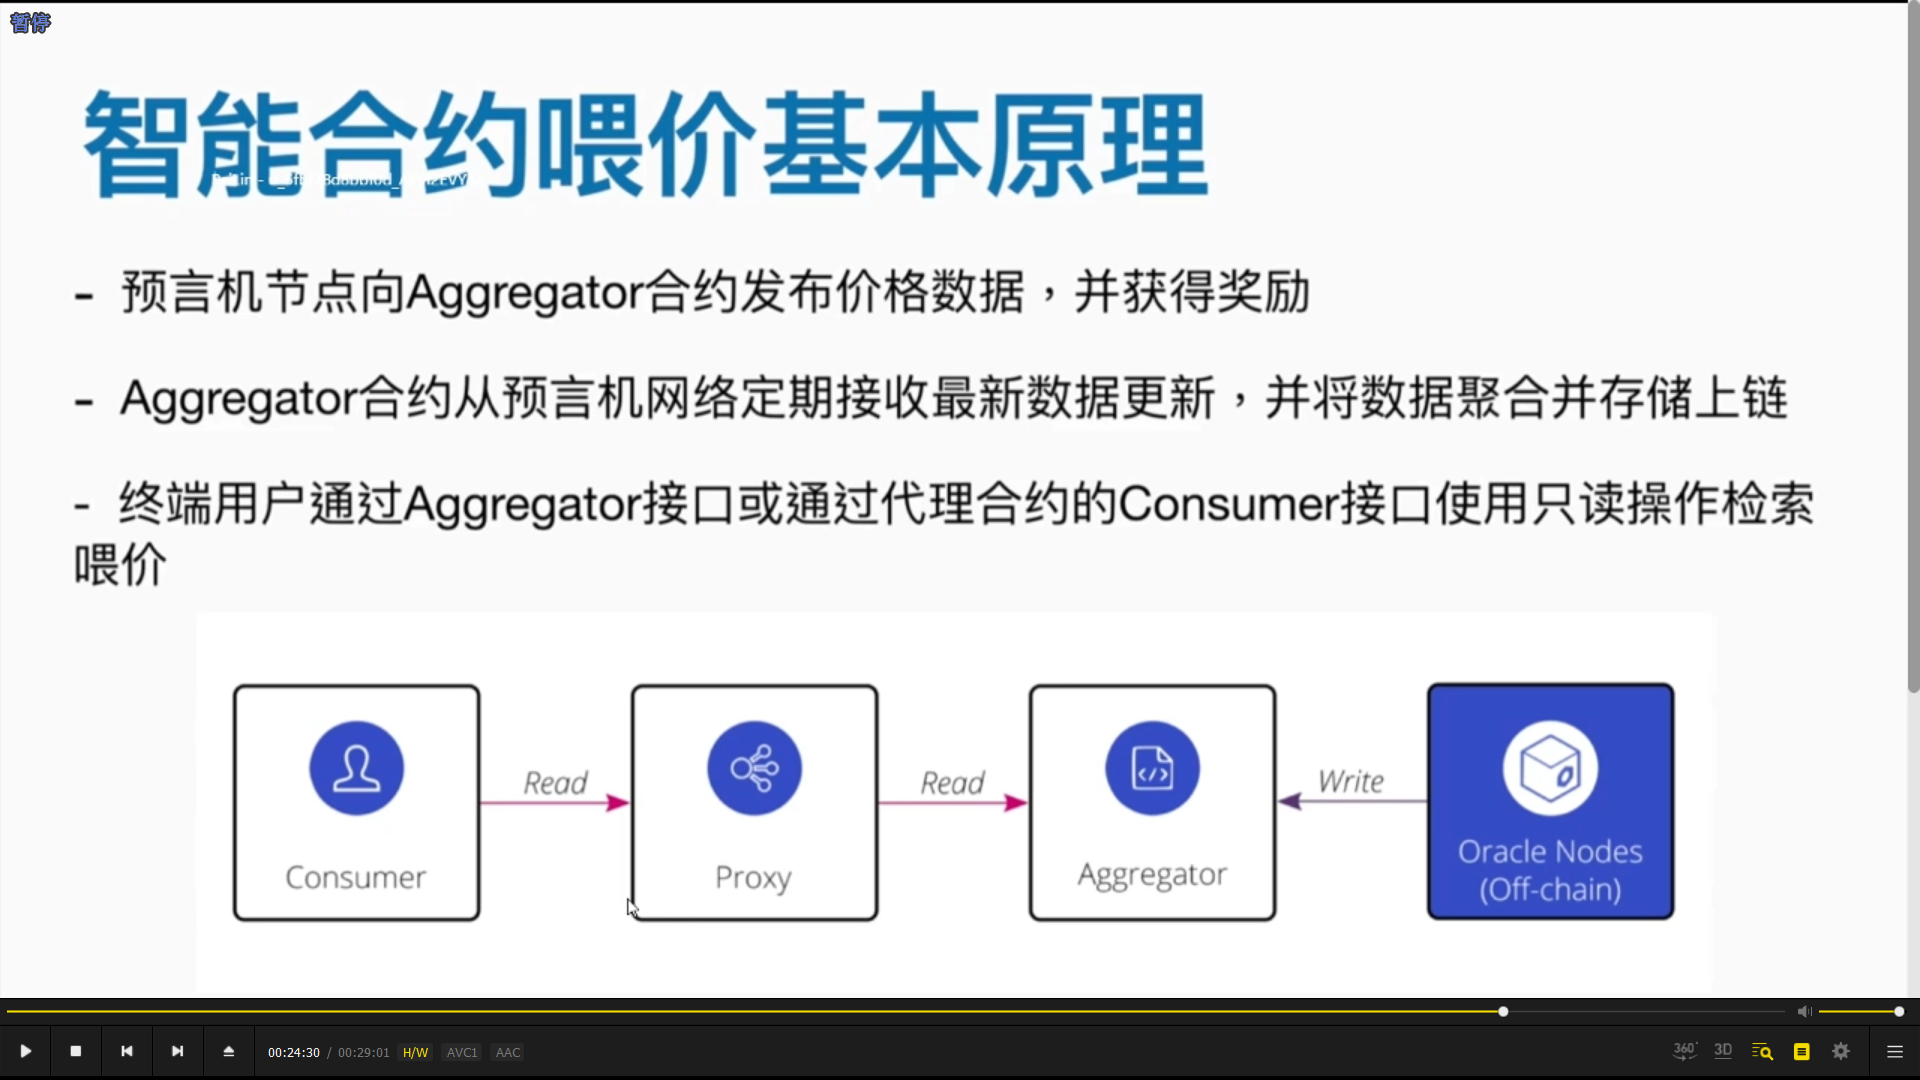 暂停
智能合约喂价基本原理
- 预言机节点向Aggregator合约发布价格数据，并获得奖励
- Aggregator合约从预言机网络定期接收最新数据更新，并将数据聚合并存储上链
- 终端用户通过Aggregator接口或通过代理合约的Consumer接口使用只读操作检索
喂价
Read Read Write
Consumer Proxy Aggregator Oracle Nodes
(Off-chain)
00:24:30 / 00:29:01 H/W AVC1 AAC 360° 3D